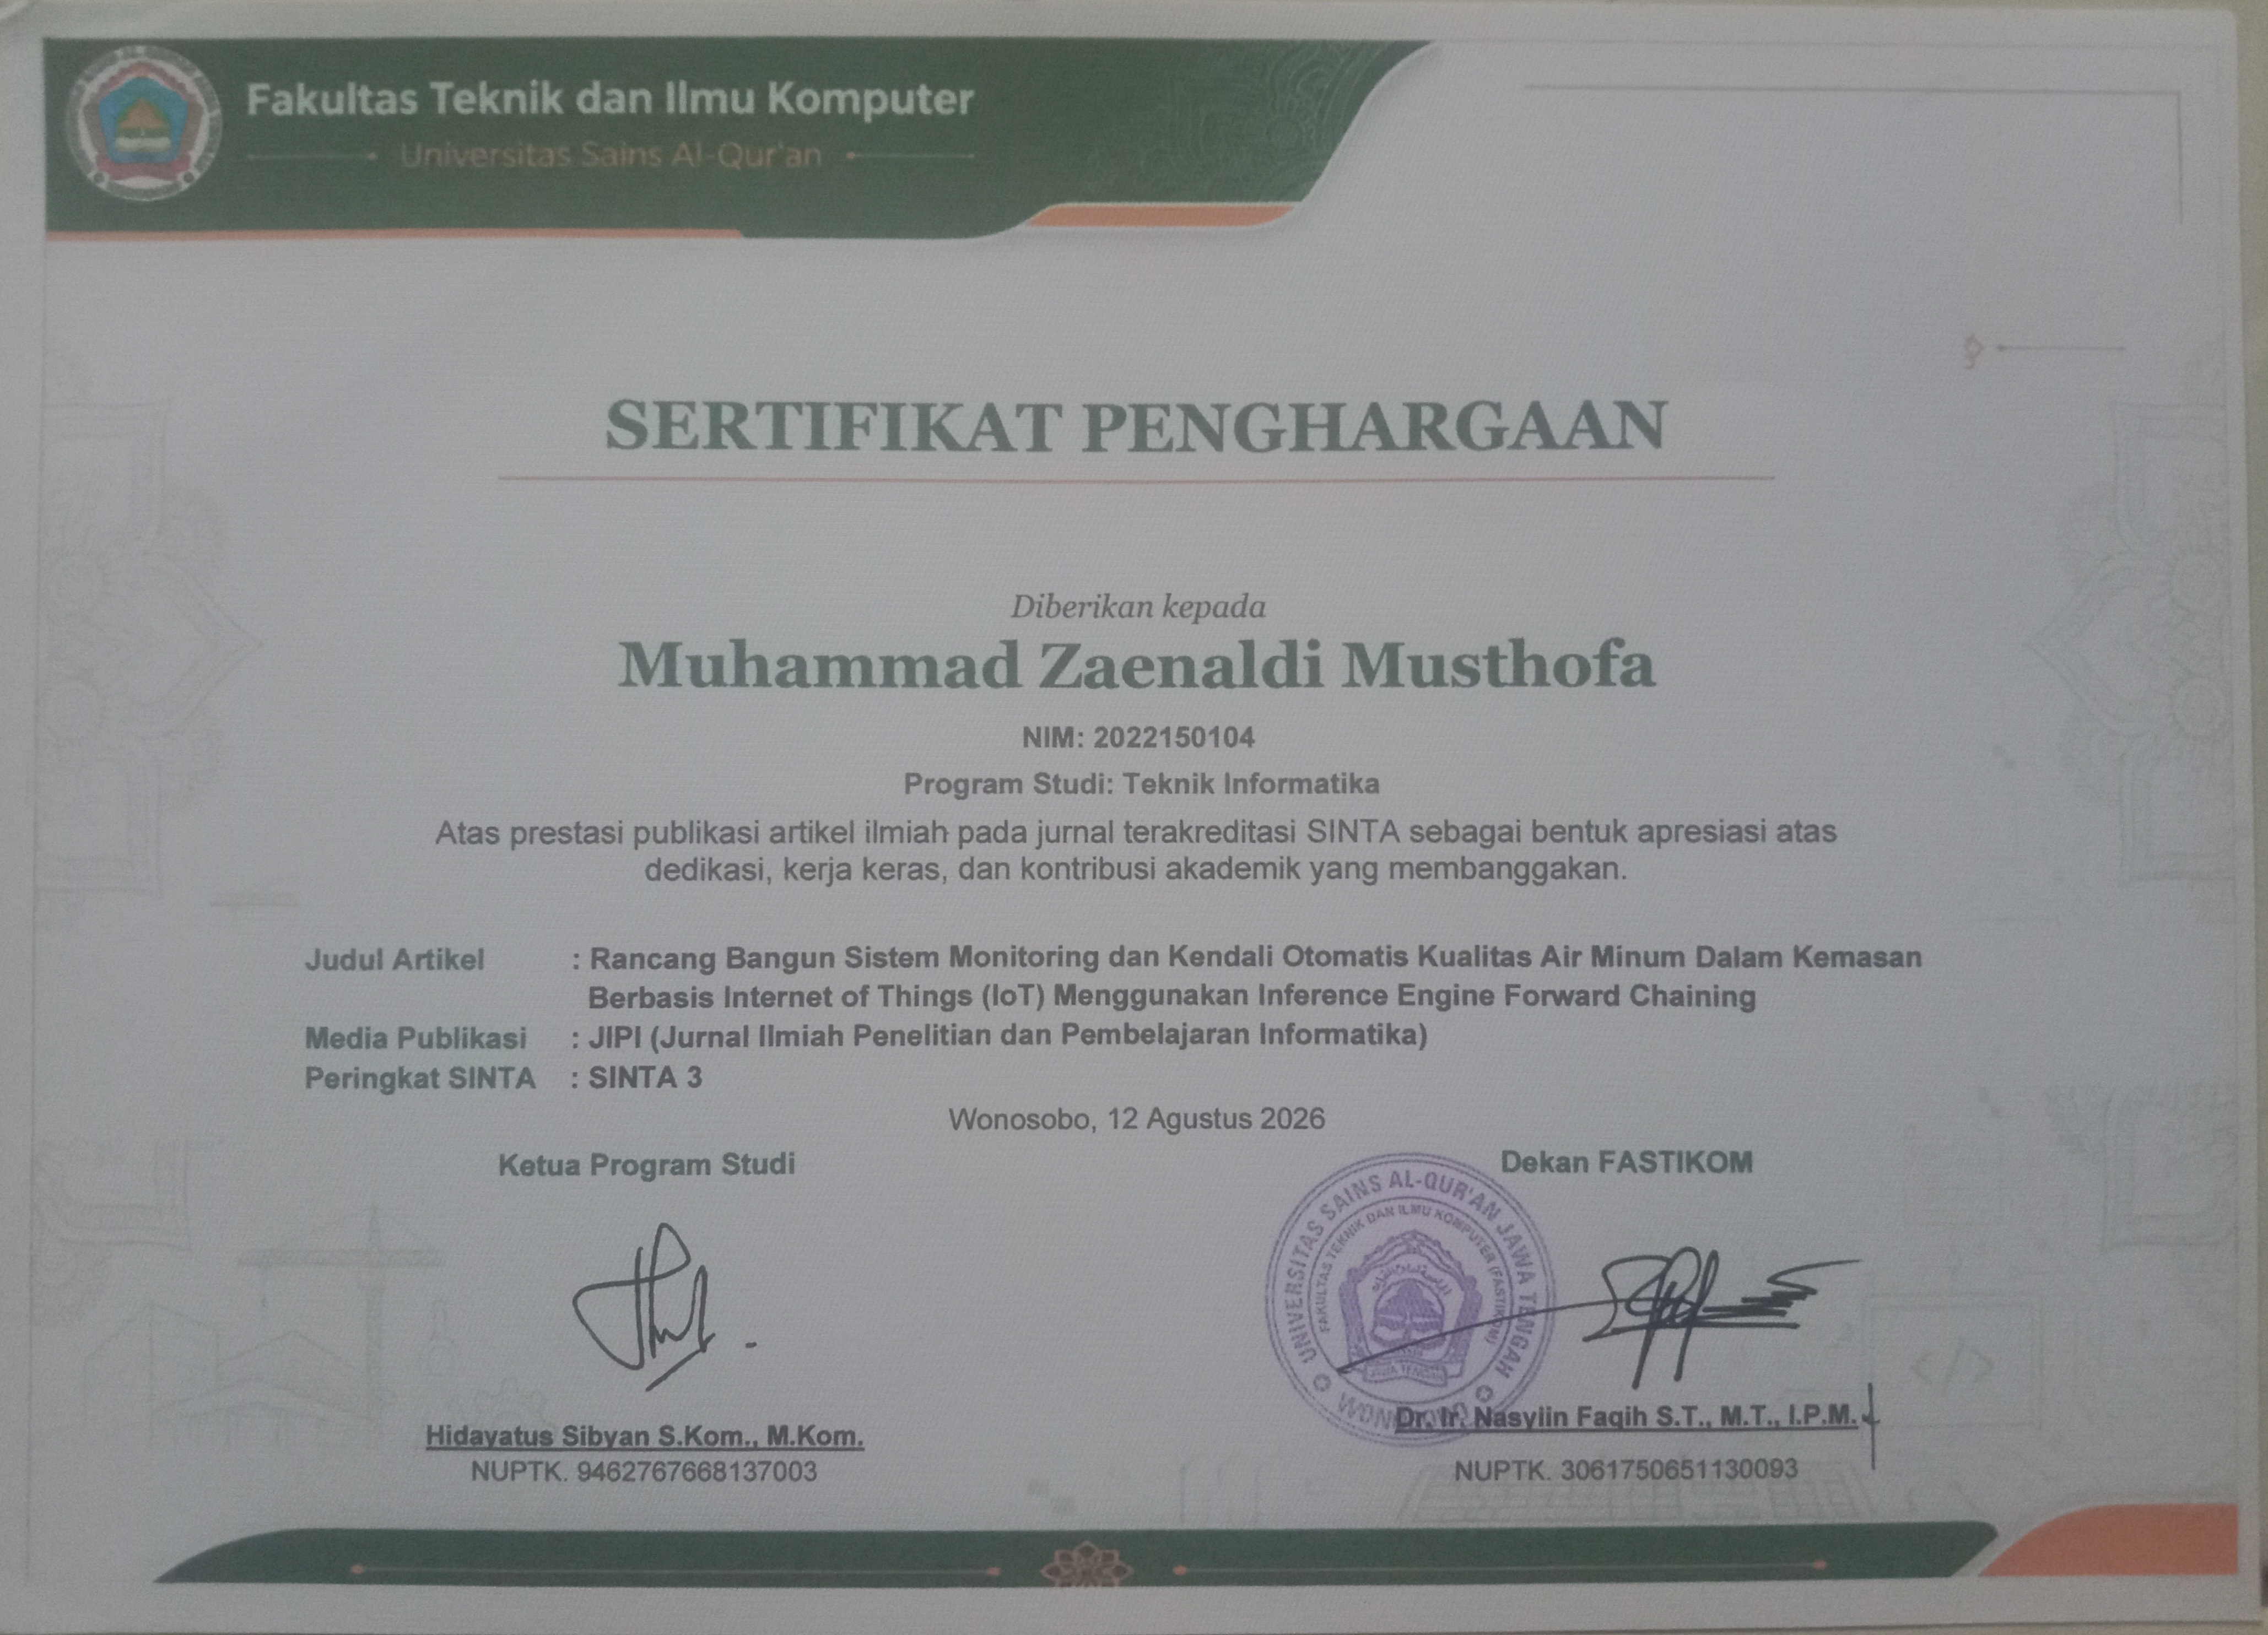 Fakultas Teknik dan Ilmu Komputer
Universitas Sains Al-Qur'an
SERTIFIKAT PENGHARGAAN
Diberikan kepada
Muhammad Zaenaldi Musthofa
NIM: 2022150104
Program Studi: Teknik Informatika
Atas prestasi publikasi artikel ilmiah pada jurnal terakreditasi SINTA sebagai bentuk apresiasi atas
dedikasi, kerja keras, dan kontribusi akademik yang membanggakan.
Judul Artikel : Rancang Bangun Sistem Monitoring dan Kendali Otomatis Kualitas Air Minum Dalam Kemasan
Berbasis Internet of Things (IoT) Menggunakan Inference Engine Forward Chaining
Media Publikasi : JIPI (Jurnal Ilmiah Penelitian dan Pembelajaran Informatika)
Peringkat SINTA : SINTA 3
Wonosobo, 12 Agustus 2026
Ketua Program Studi
Dekan FASTIKOM
UNIVERSITAS SAINS AL-QUR'AN JAWA TENGAH
FAKULTAS TEKNIK DAN ILMU KOMPUTER (FASTIKOM)
JAWA TENGAH
WONOSOBO
Hidayatus Sibyan S.Kom., M.Kom.
NUPTK. 9462767668137003
Dr. Ir. Nasyiin Faqih S.T., M.T., I.P.M.
NUPTK. 3061750651130093